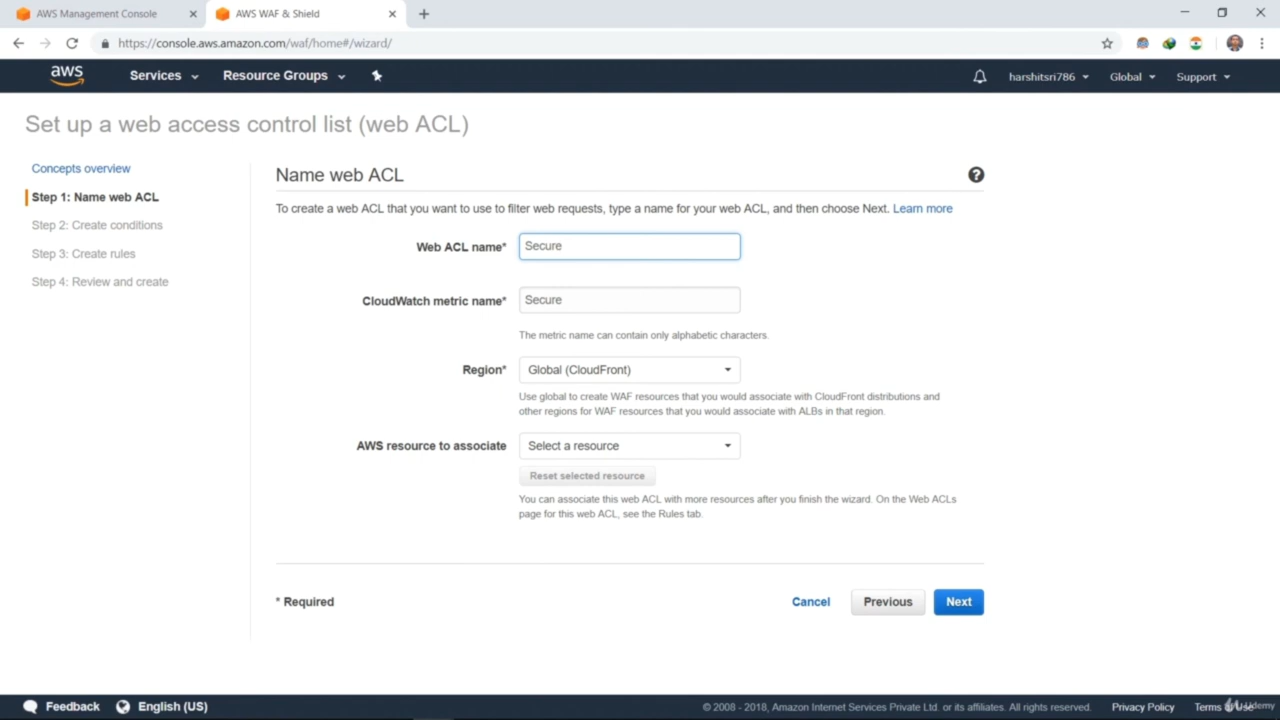 AWS Management Console
AWS WAF & Shield
https://console.aws.amazon.com/waf/home#/wizard/
aws
Services
Resource Groups
harshitsri786
Global
Support
Set up a web access control list (web ACL)
Concepts overview
Step 1: Name web ACL
Step 2: Create conditions
Step 3: Create rules
Step 4: Review and create
Name web ACL
?
To create a web ACL that you want to use to filter web requests, type a name for your web ACL, and then choose Next. Learn more
Web ACL name*
Secure
CloudWatch metric name*
Secure
The metric name can contain only alphabetic characters.
Region*
Global (CloudFront)
Use global to create WAF resources that you would associate with CloudFront distributions and
other regions for WAF resources that you would associate with ALBs in that region.
AWS resource to associate
Select a resource
Reset selected resource
You can associate this web ACL with more resources after you finish the wizard. On the Web ACLs
page for this web ACL, see the Rules tab.
* Required
Cancel
Previous
Next
Feedback
English (US)
© 2008 - 2018, Amazon Internet Services Private Ltd. or its affiliates. All rights reserved.
Privacy Policy
Terms of Use
Udemy